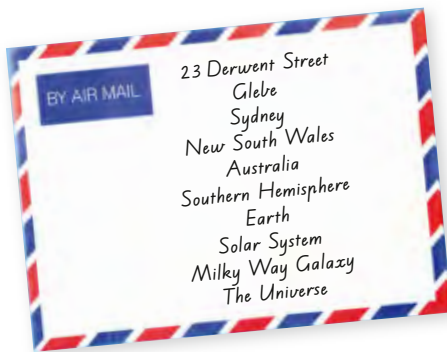 BY AIR MAIL
23 Derwent Street
Glebe
Sydney
New South Wales
Australia
Southern Hemisphere
Earth
Solar System
Milky Way Galaxy
The Universe